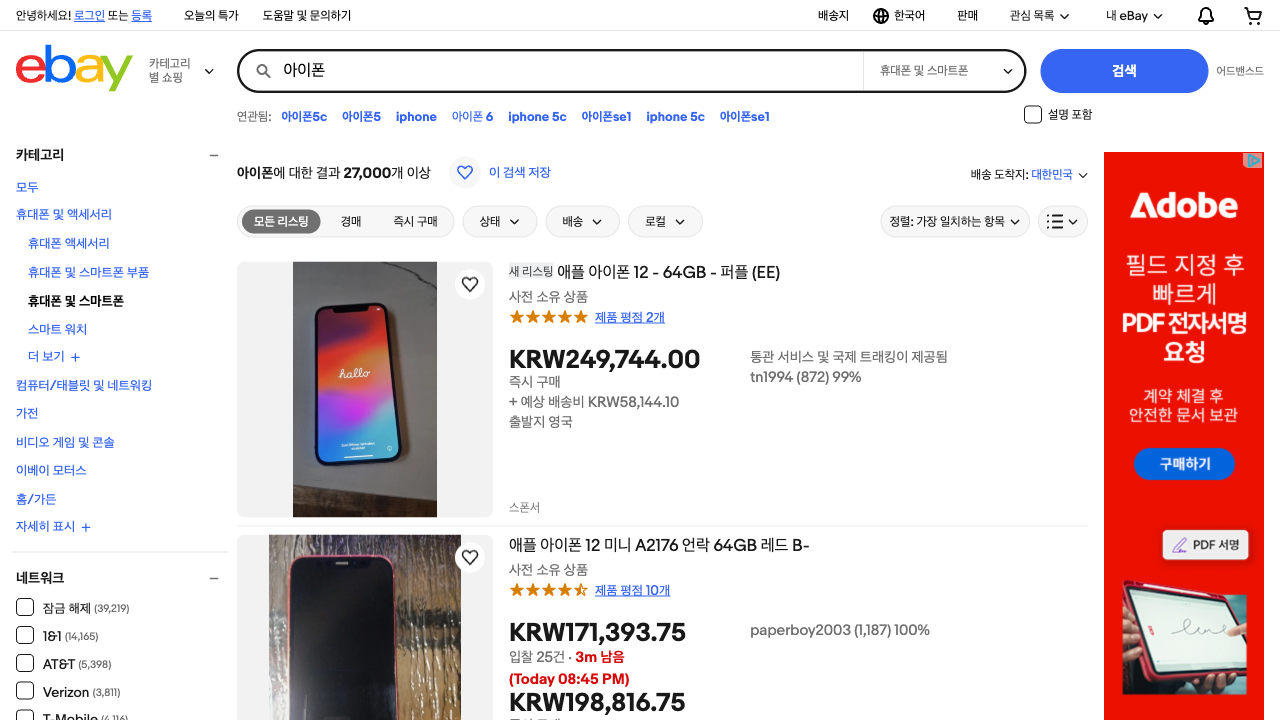 안녕하세요! 로그인 또는 등록
오늘의 특가
도움말 및 문의하기
배송지
한국어
판매
관심 목록
내 eBay
ebay
카테고리
별 쇼핑
아이폰
휴대폰 및 스마트폰
검색
어드밴스드
연관됨: 아이폰5c 아이폰5 iphone 아이폰 6 iphone 5c 아이폰se1 iphone 5c 아이폰se1
설명 포함
카테고리
모두
휴대폰 및 액세서리
휴대폰 액세서리
휴대폰 및 스마트폰 부품
휴대폰 및 스마트폰
스마트 워치
더 보기
컴퓨터/태블릿 및 네트워킹
가전
비디오 게임 및 콘솔
이베이 모터스
홈/가든
자세히 표시
네트워크
잠금 해제 (39,219)
1&1 (14,165)
AT&T (5,398)
Verizon (3,811)
T-Mobile (4,116)
아이폰에 대한 결과 27,000개 이상
이 검색 저장
배송 도착지: 대한민국
모든 리스팅
경매
즉시 구매
상태
배송
로컬
정렬: 가장 일치하는 항목
hallo
새 리스팅 애플 아이폰 12 - 64GB - 퍼플 (EE)
사전 소유 상품
제품 평점 2개
KRW249,744.00
즉시 구매
+ 예상 배송비 KRW58,144.10
출발지 영국
통관 서비스 및 국제 트래킹이 제공됨
tn1994 (872) 99%
스폰서
애플 아이폰 12 미니 A2176 언락 64GB 레드 B-
사전 소유 상품
제품 평점 10개
KRW171,393.75
입찰 25건 · 3m 남음
(Today 08:45 PM)
KRW198,816.75
paperboy2003 (1,187) 100%
Adobe
필드 지정 후
빠르게
PDF 전자서명
요청
계약 체결 후
안전한 문서 보관
구매하기
PDF 서명